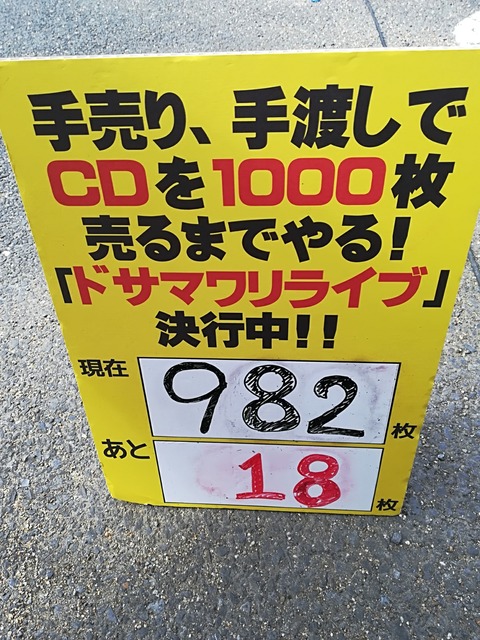 手売り、手渡しで
CDを1000枚
売るまでやる!
「ドサマワリライブ」
決行中!!
現在 982 枚
あと 18 枚